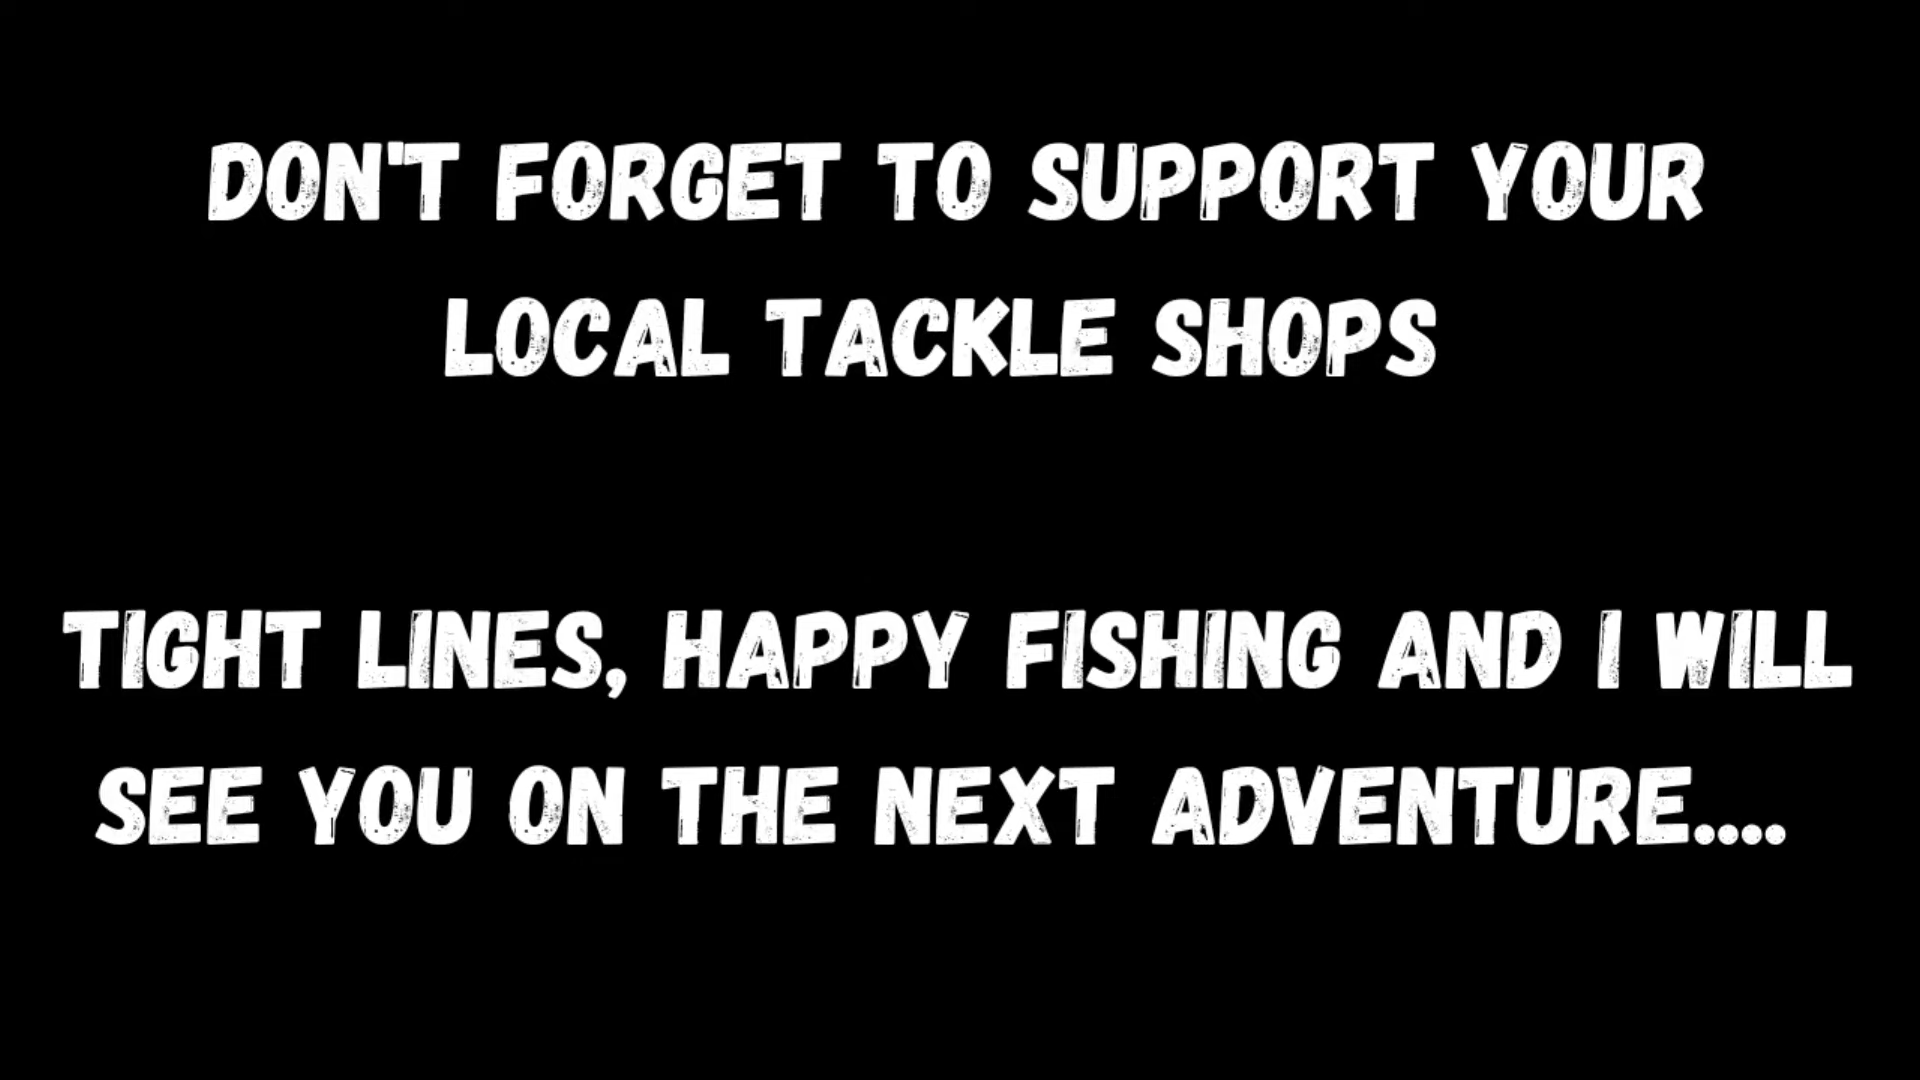 DON'T FORGET TO SUPPORT YOUR
LOCAL TACKLE SHOPS
TIGHT LINES, HAPPY FISHING AND I WILL
SEE YOU ON THE NEXT ADVENTURE....